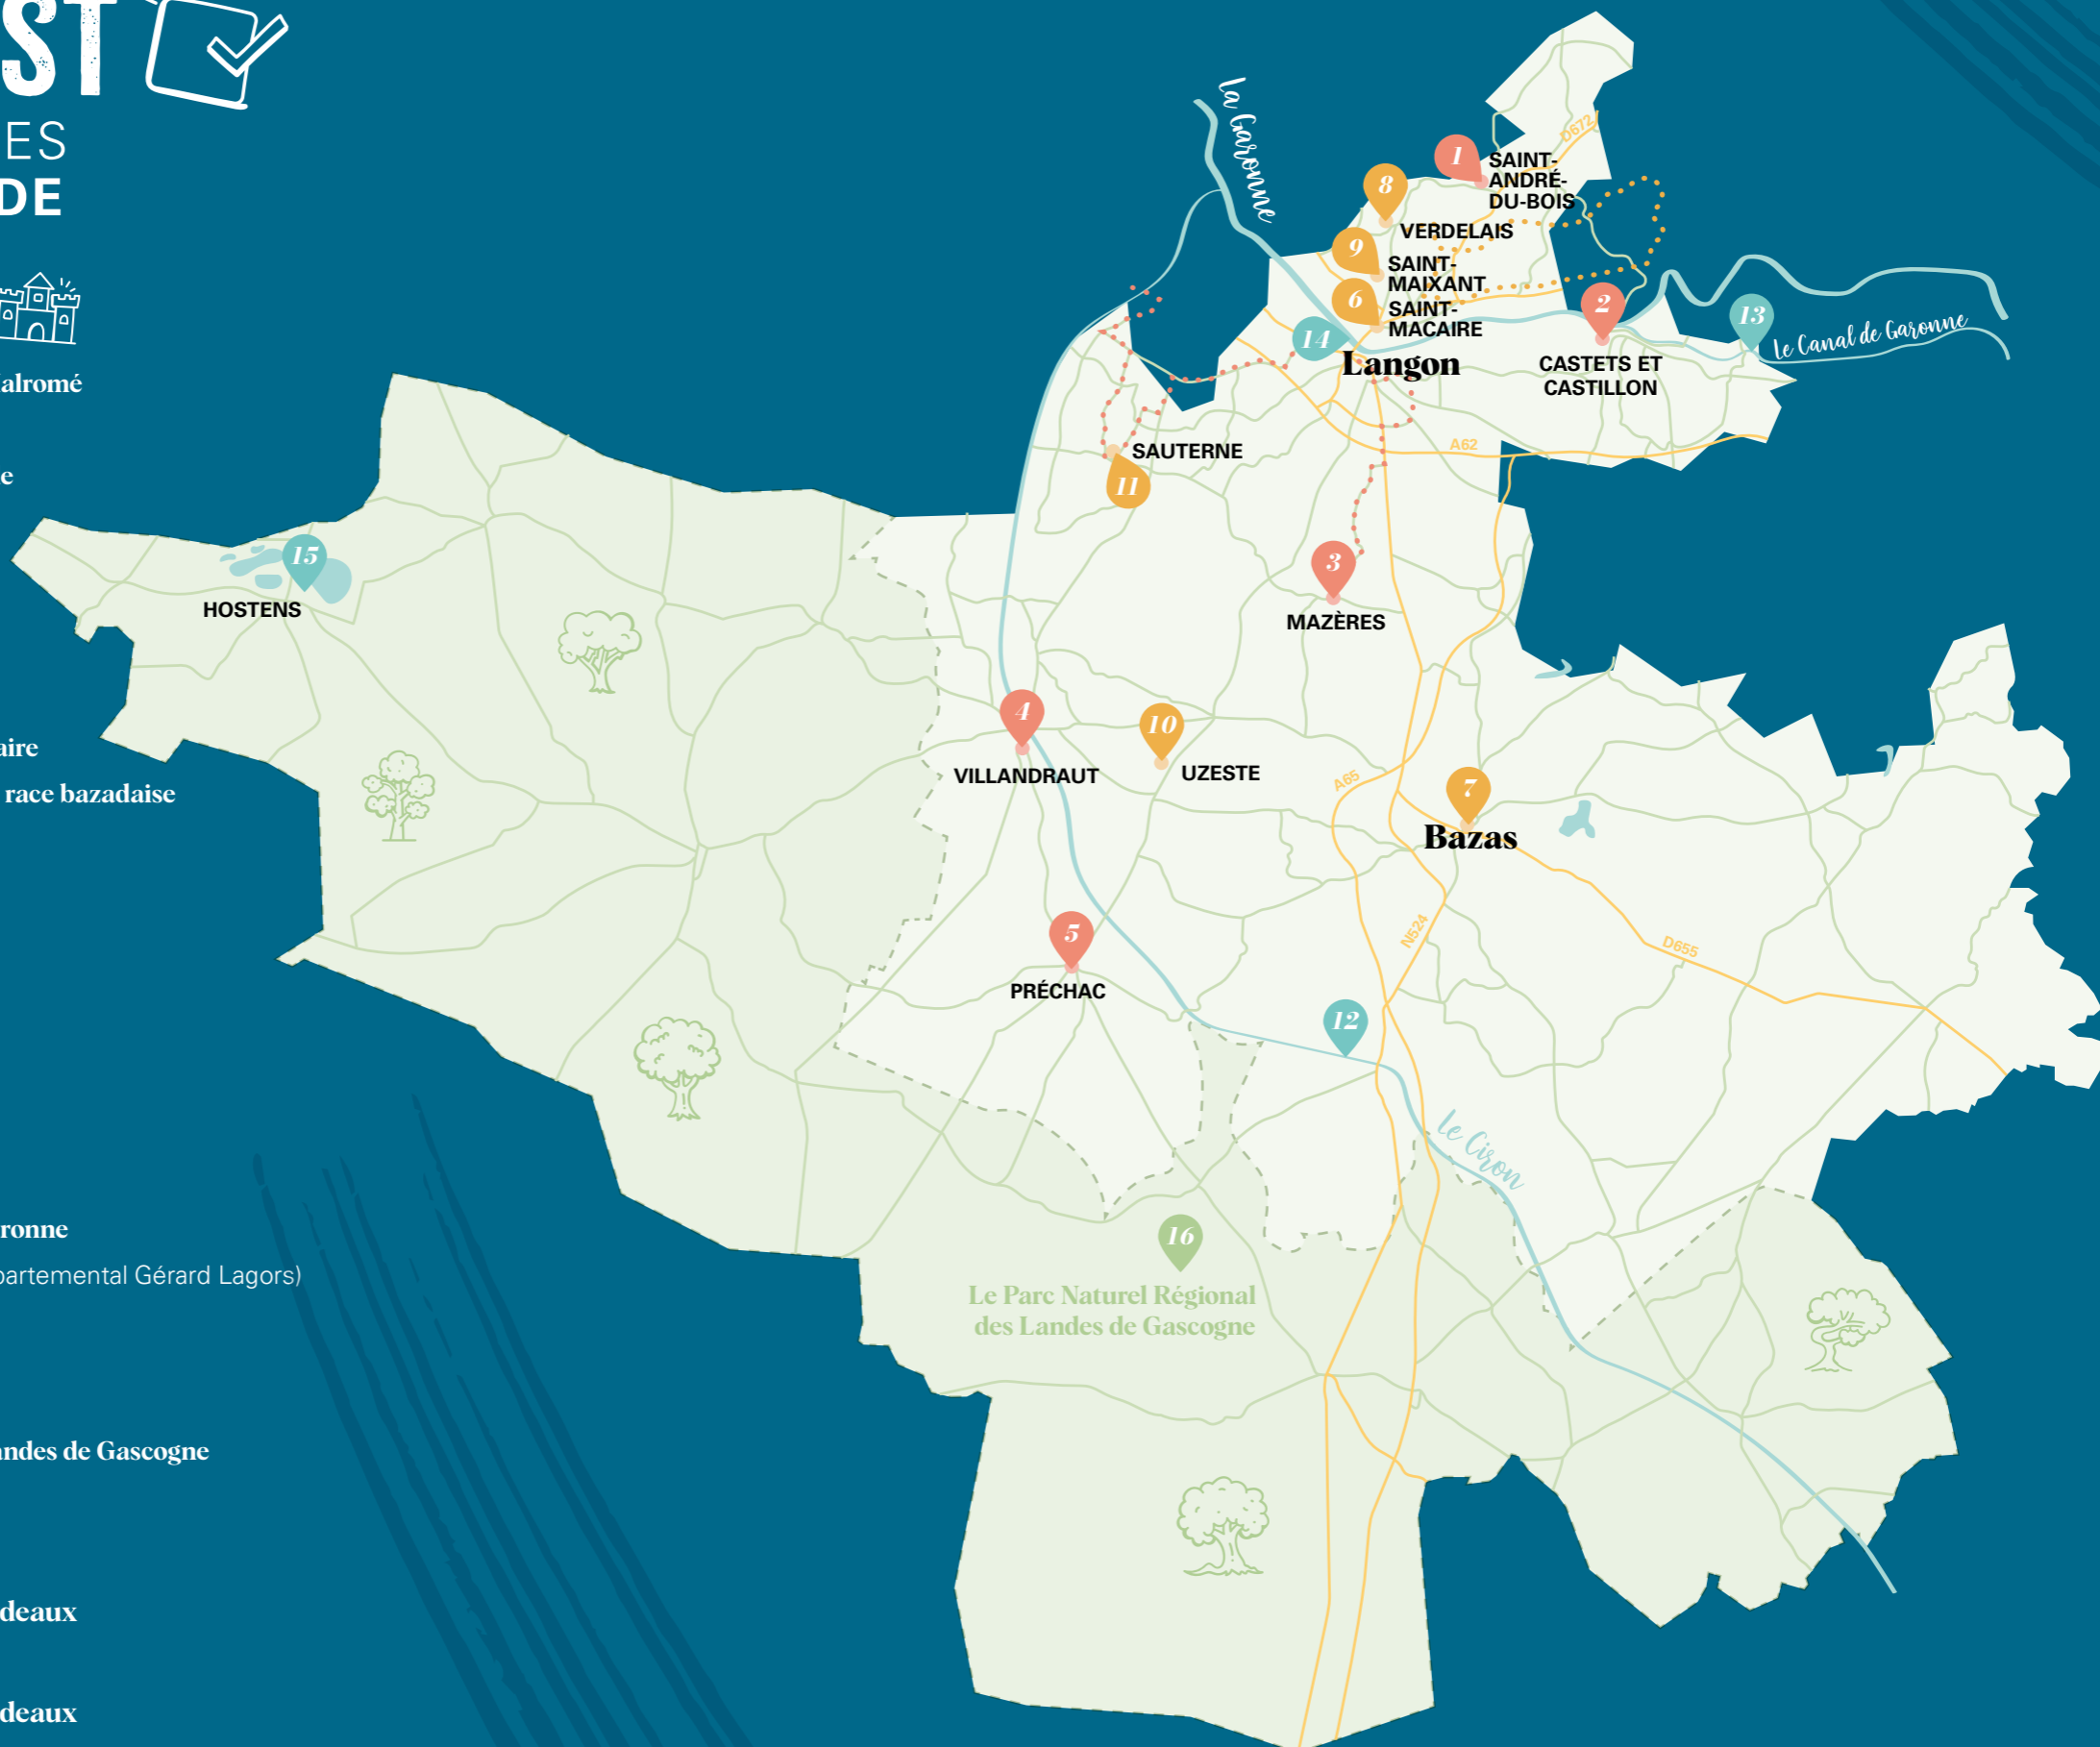 ST
ES
DE
alromé
e
aire
race bazadaise
ronne
partemental Gérard Lagors)
andes de Gascogne
deaux
deaux
La Garonne
D672
1
SAINT-
ANDRÉ-
DU-BOIS
8
VERDELAIS
9
SAINT-
MAIXANT
6
SAINT-
MACAIRE
14
Langon
2
CASTETS ET
CASTILLON
13
Le Canal de Garonne
A62
SAUTERNE
11
15
HOSTENS
3
MAZÈRES
4
VILLANDRAUT
10
UZESTE
A65
7
Bazas
N524
D655
5
PRÉCHAC
12
Le Ciron
16
Le Parc Naturel Régional
des Landes de Gascogne